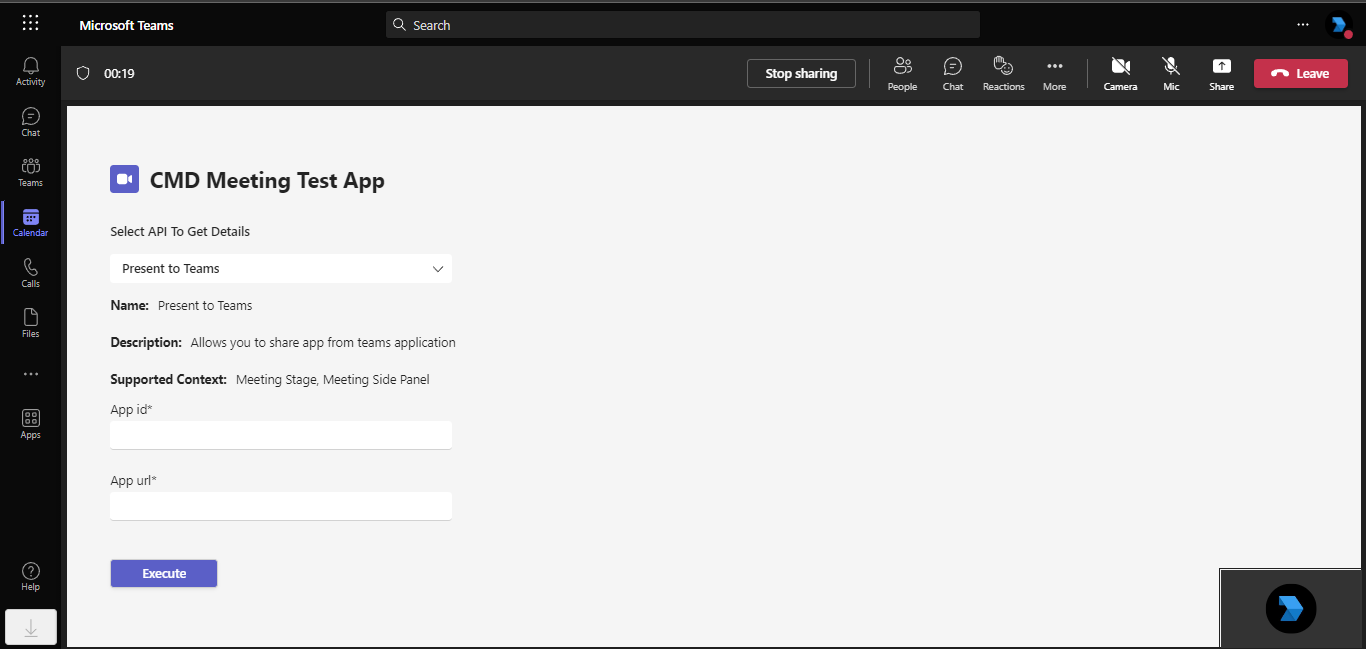 Microsoft Teams
Search
Activity
Chat
Teams
Calendar
Calls
Files
Apps
Help
00:19
Stop sharing
People
Chat
Reactions
More
Camera
Mic
Share
Leave
CMD Meeting Test App
Select API To Get Details
Present to Teams
Name: Present to Teams
Description: Allows you to share app from teams application
Supported Context: Meeting Stage, Meeting Side Panel
App id*
App url*
Execute